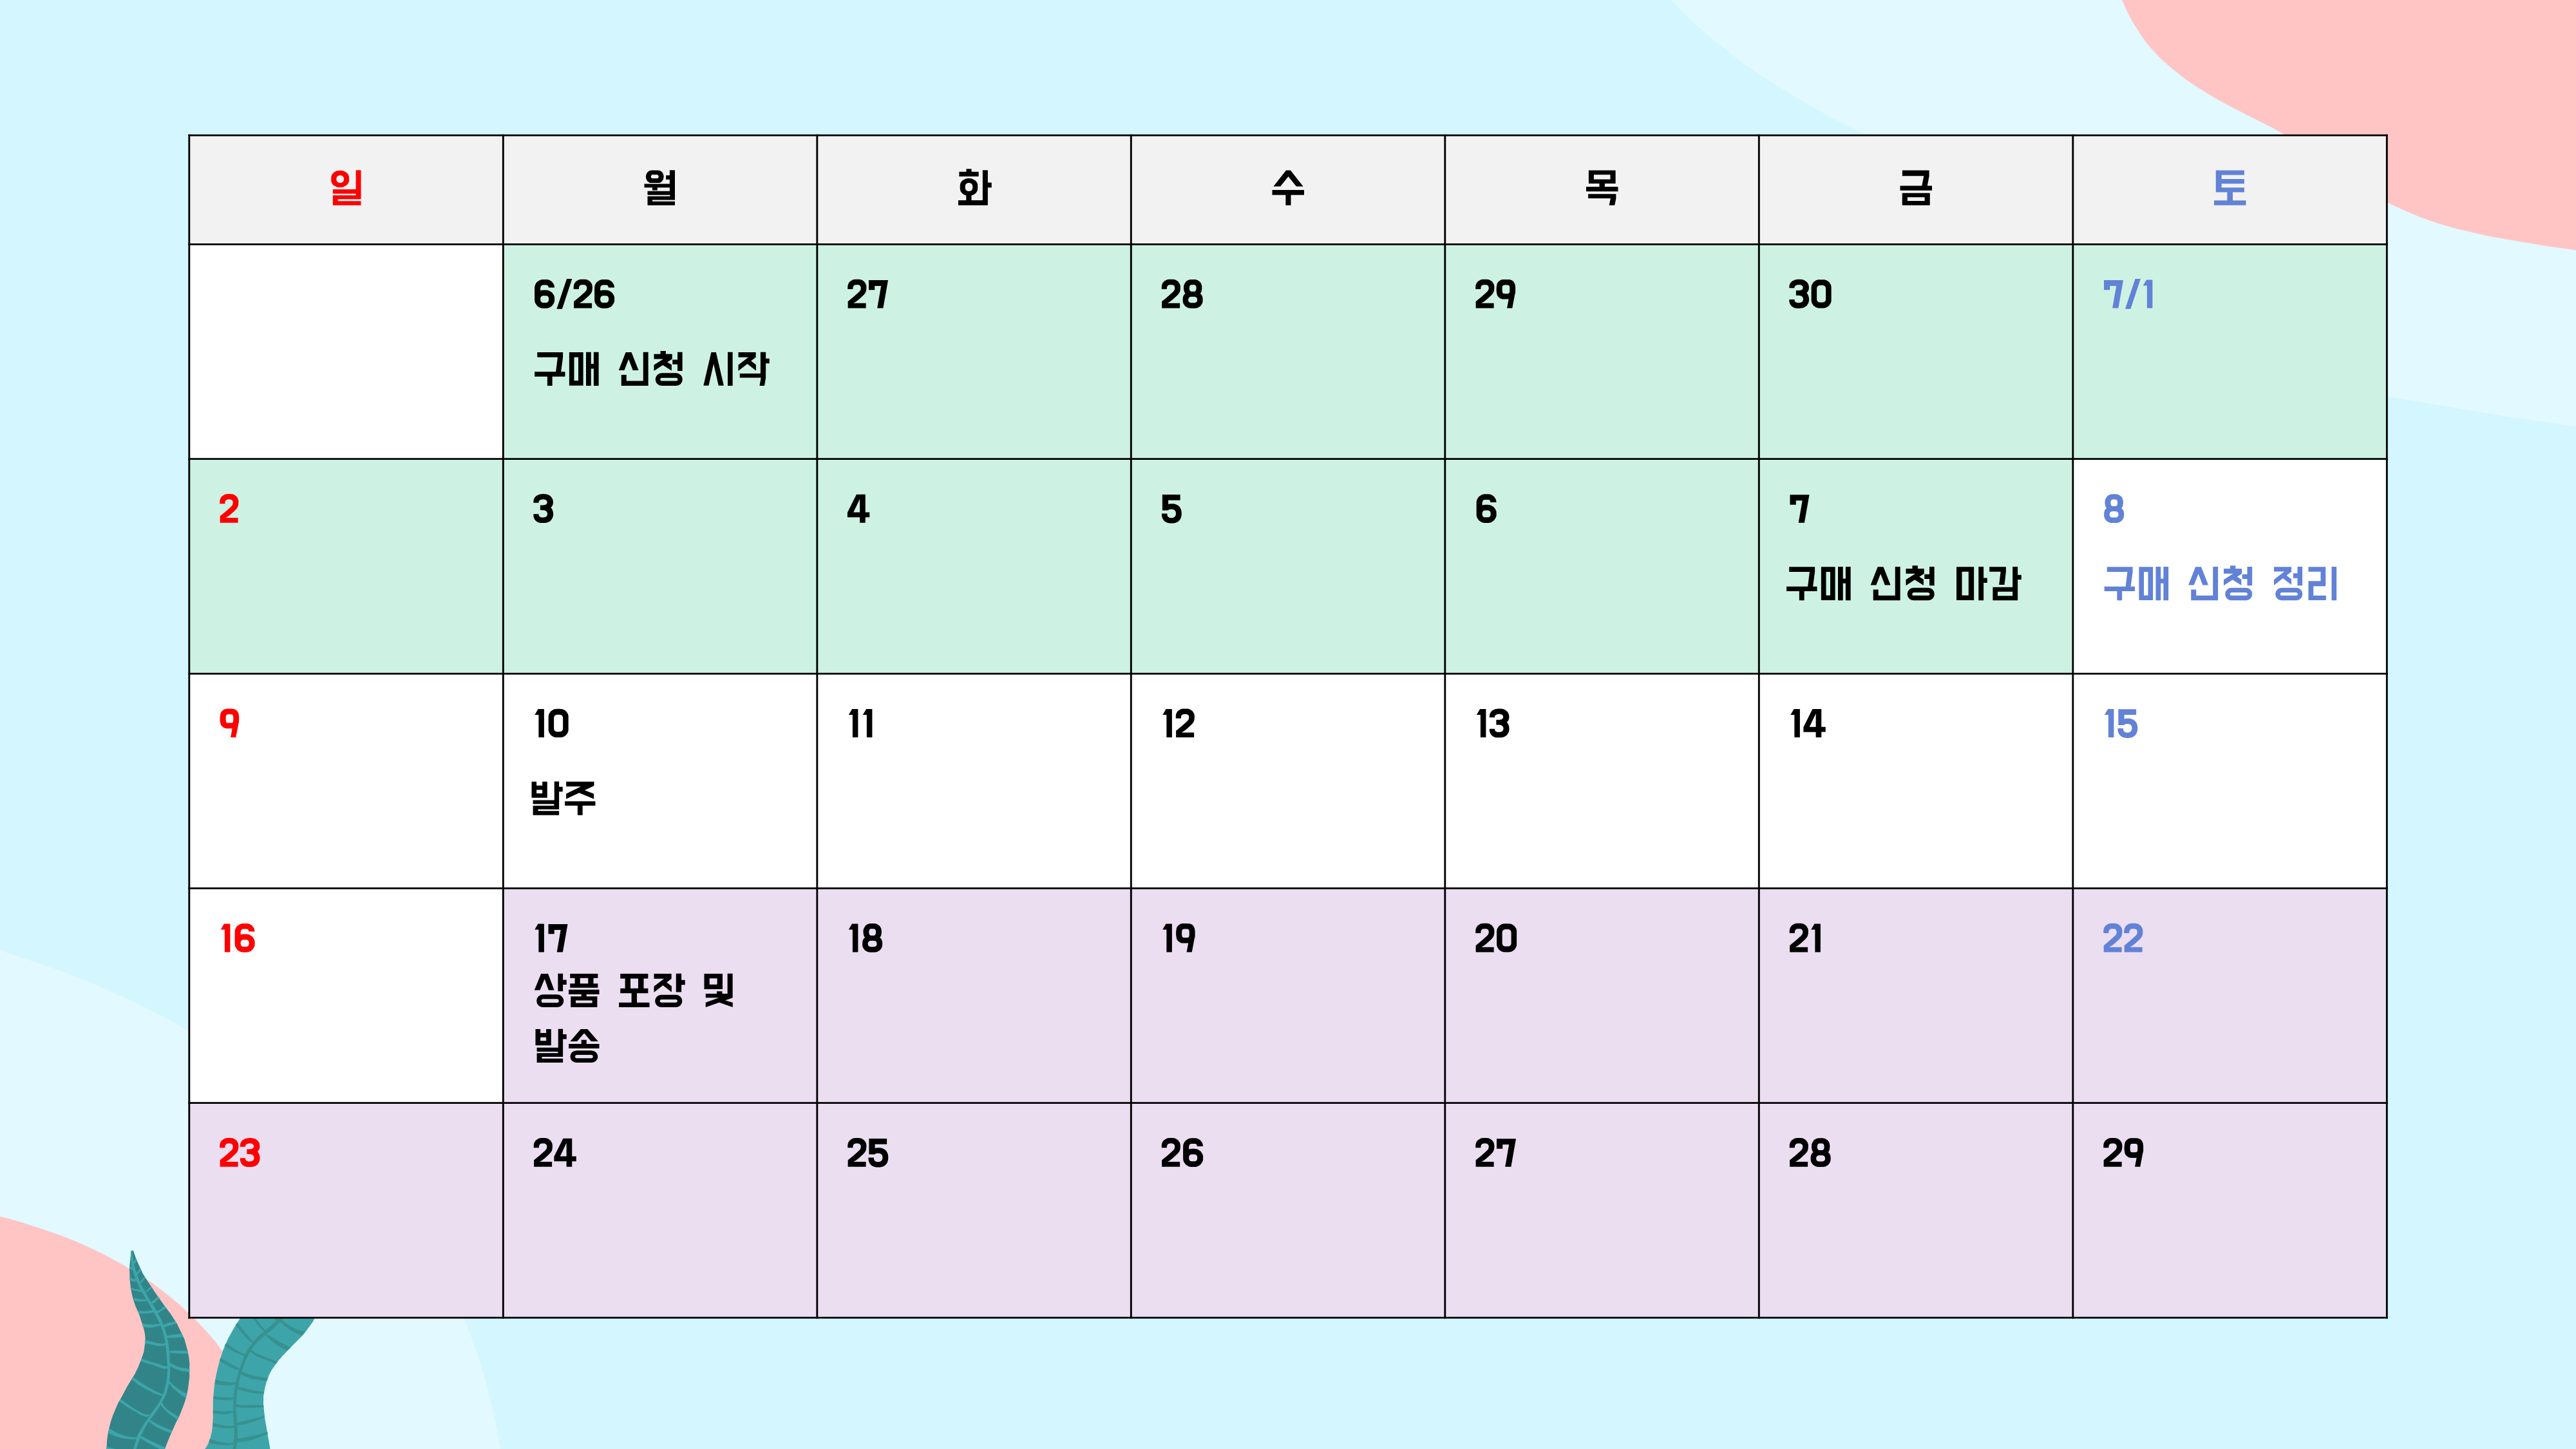 일 월 화 수 목 금 토
6/26 27 28 29 30 7/1
구매 신청 시작
2 3 4 5 6 7 8
구매 신청 마감 구매 신청 정리
9 10 11 12 13 14 15
발주
16 17 18 19 20 21 22
상품 포장 및
발송
23 24 25 26 27 28 29